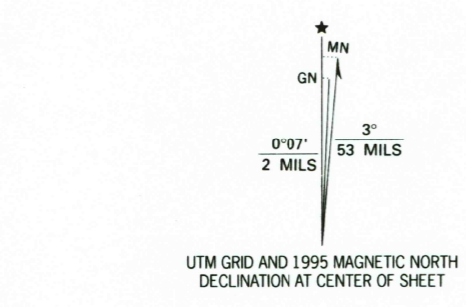 MN
GN
0°07'
2 MILS
3°
53 MILS
UTM GRID AND 1995 MAGNETIC NORTH
DECLINATION AT CENTER OF SHEET